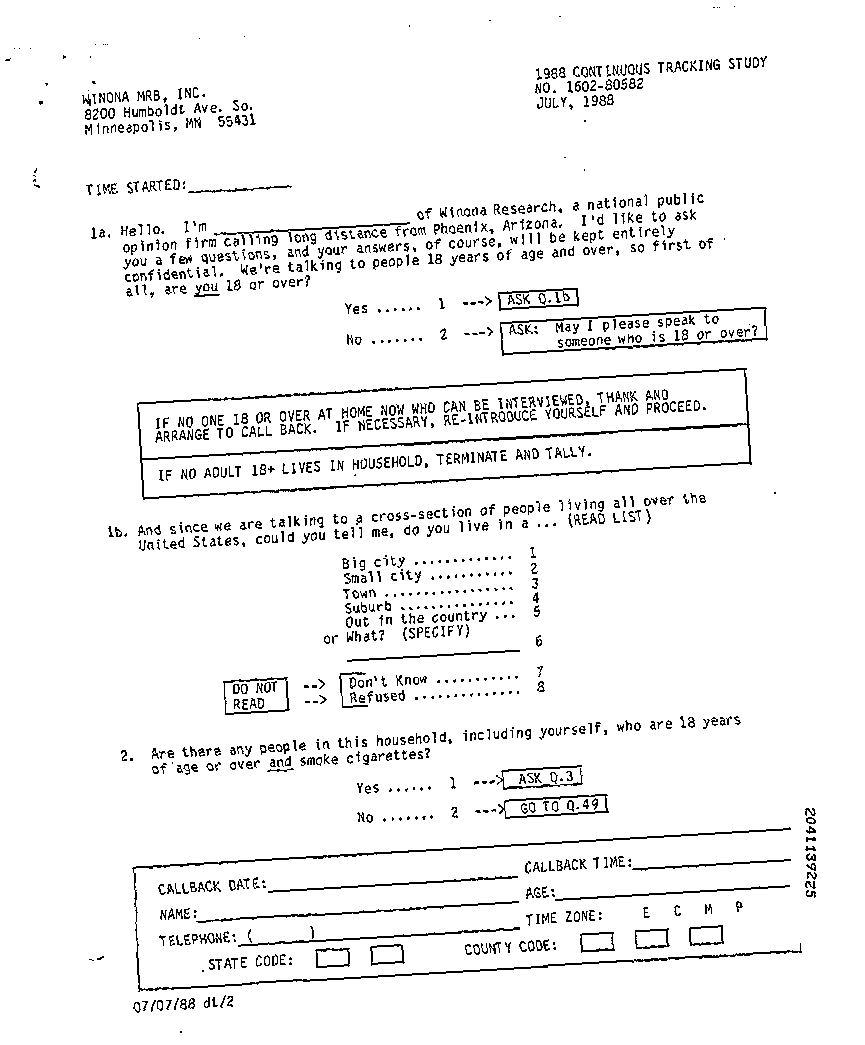 WINONA MRB, INC.
8200 Humboldt Ave. So.
Minneapolis, MN 55431
1988 CONTINUOUS TRACKING STUDY
NO. 1602-80582
JULY, 1988
TIME STARTED:___________
1a. Hello. I'm ____________________ of Winona Research, a national public
opinion firm calling long distance from Phoenix, Arizona. I'd like to ask
you a few questions, and your answers, of course, will be kept entirely
confidential. We're talking to people 18 years of age and over, so first of
all, are you 18 or over?
Yes ...... 1 ---> ASK Q.1b
No ....... 2 ---> ASK: May I please speak to
someone who is 18 or over?
IF NO ONE 18 OR OVER AT HOME NOW WHO CAN BE INTERVIEWED, THANK AND
ARRANGE TO CALL BACK. IF NECESSARY, RE-INTRODUCE YOURSELF AND PROCEED.
IF NO ADULT 18+ LIVES IN HOUSEHOLD, TERMINATE AND TALLY.
1b. And since we are talking to a cross-section of people living all over the
United States, could you tell me, do you live in a ... (READ LIST)
Big city ............. 1
Small city ........... 2
Town ................. 3
Suburb ............... 4
Out in the country ... 5
or What? (SPECIFY)
____________________ 6
DO NOT --> Don't Know ........... 7
READ --> Refused ............. 8
2. Are there any people in this household, including yourself, who are 18 years
of age or over and smoke cigarettes?
Yes ...... 1 ---> ASK Q.3
No ....... 2 ---> GO TO Q.49
CALLBACK DATE:____________________ CALLBACK TIME:____________________
NAME:____________________ AGE:____________________
TELEPHONE: (      )____________________ TIME ZONE: E C M P
STATE CODE: COUNTY CODE:
07/07/88 dt/2
2041139225